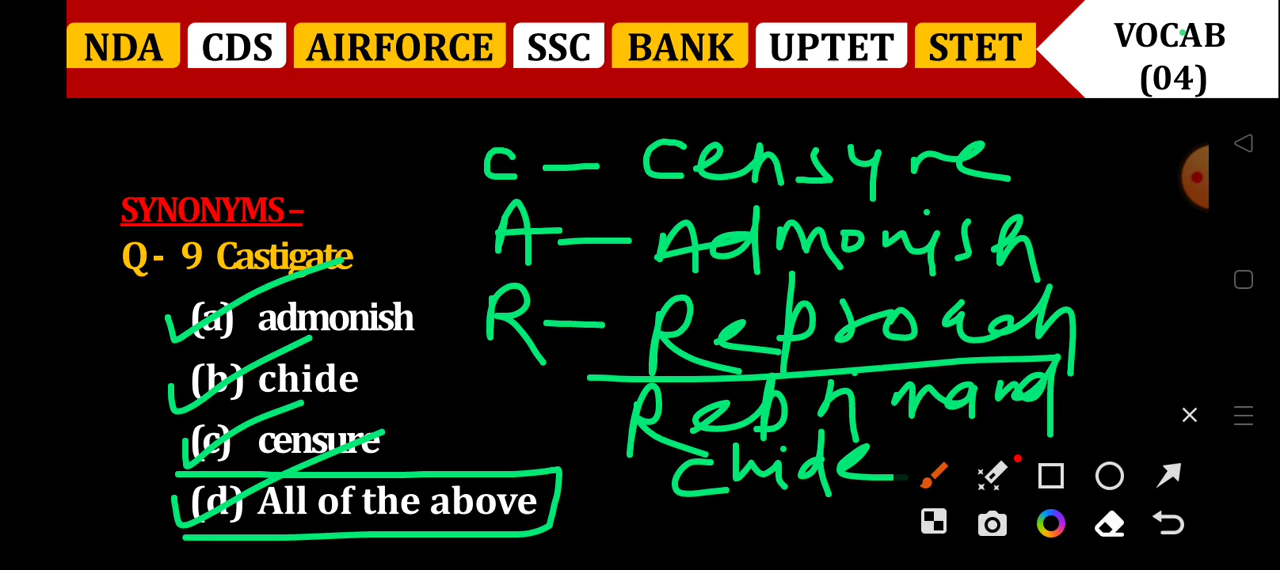 NDA CDS AIRFORCE SSC BANK UPTET STET
VOCAB
(04)
SYNONYMS –
Q- 9 Castigate
(a) admonish
(b) chide
(c) censure
(d) All of the above
C — Censyre
A — Admonish
R — Reproach
Reprimand
chide